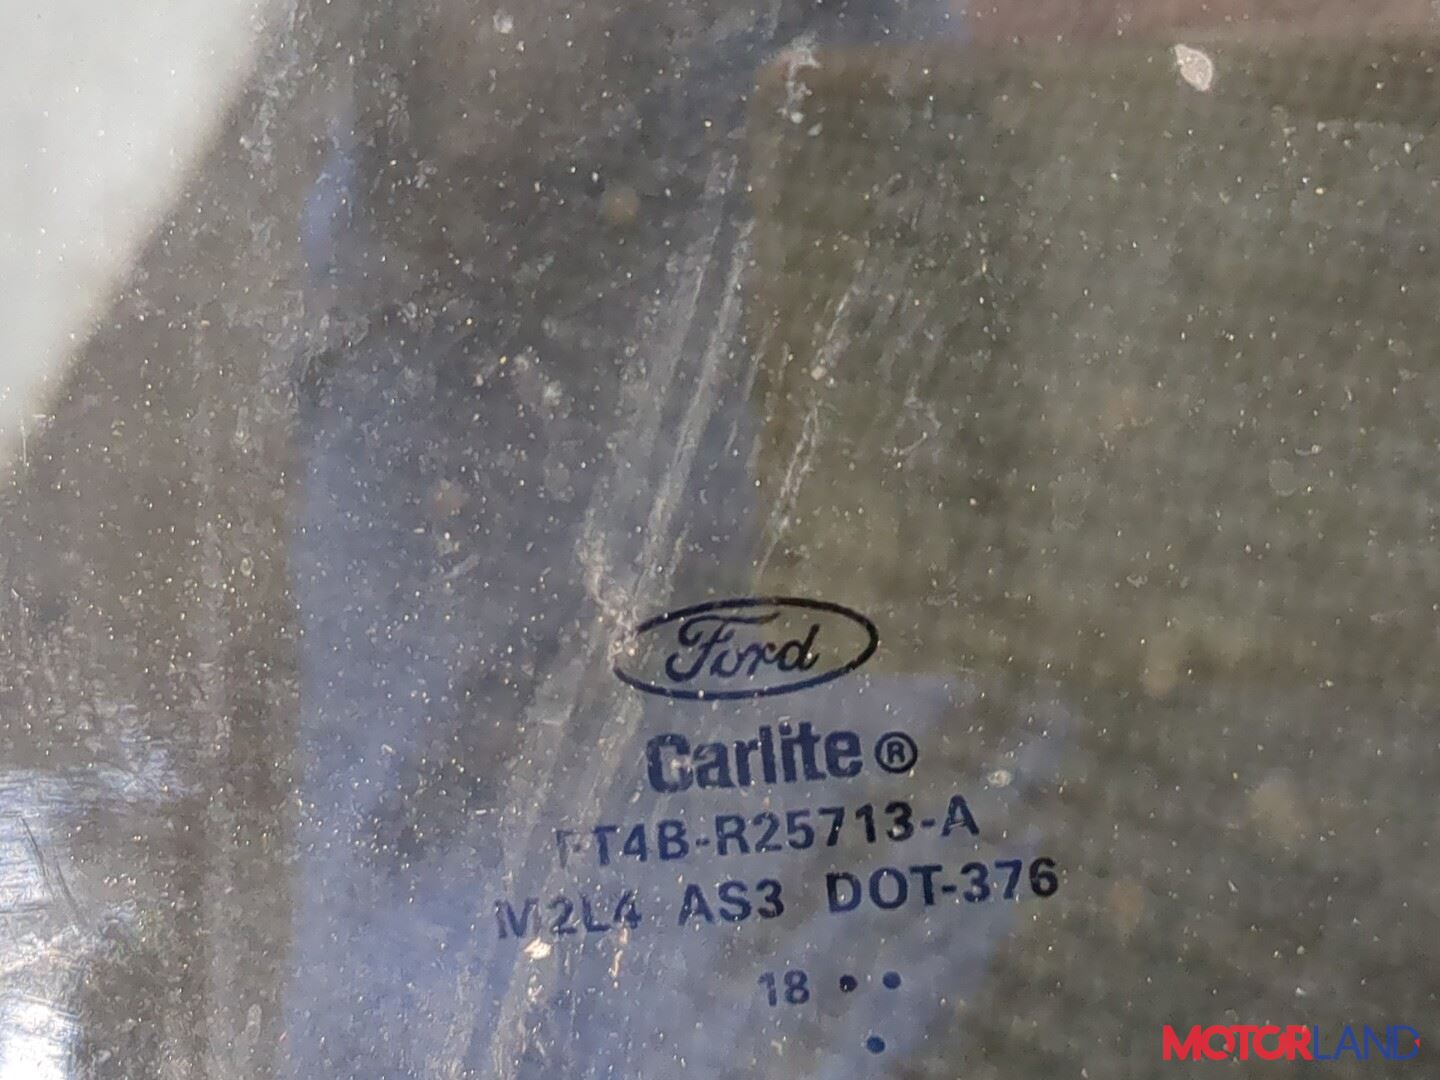 Ford
Carlite®
FT4B-R25713-A
M2L4 AS3 DOT-376
18 • •
•
MOTORLAND